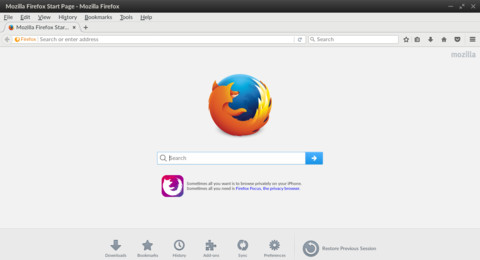 Mozilla Firefox Start Page - Mozilla Firefox
File Edit View History Bookmarks Tools Help
Mozilla Firefox Star...
Firefox Search or enter address Search
mozilla
Search
Sometimes all you want is to browse privately on your iPhone.
Sometimes all you need is Firefox Focus, the privacy browser.
Downloads Bookmarks History Add-ons Sync Preferences Restore Previous Session